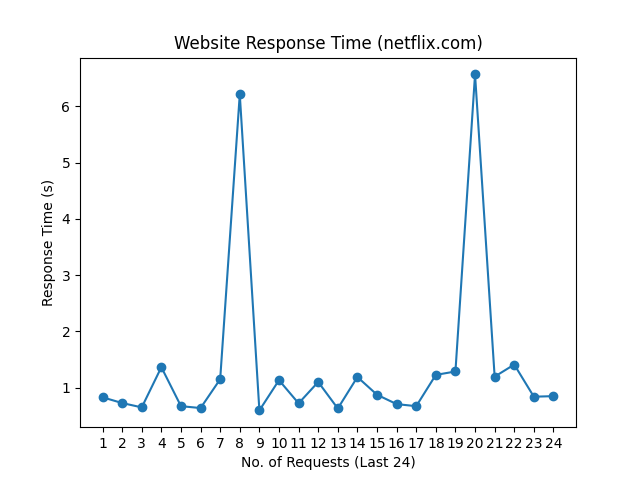 Website Response Time (netflix.com)
Response Time (s)
6
5
4
3
2
1
1 2 3 4 5 6 7 8 9 10 11 12 13 14 15 16 17 18 19 20 21 22 23 24
No. of Requests (Last 24)